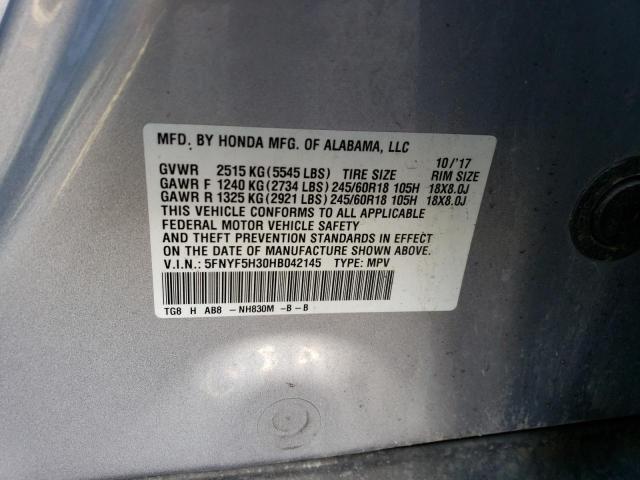 MFD. BY HONDA MFG. OF ALABAMA, LLC 10/'17
GVWR 2515 KG (5545 LBS) TIRE SIZE RIM SIZE
GAWR F 1240 KG (2734 LBS) 245/60R18 105H 18X8.0J
GAWR R 1325 KG (2921 LBS) 245/60R18 105H 18X8.0J
THIS VEHICLE CONFORMS TO ALL APPLICABLE
FEDERAL MOTOR VEHICLE SAFETY
AND THEFT PREVENTION STANDARDS IN EFFECT
ON THE DATE OF MANUFACTURE SHOWN ABOVE.
V.I.N.: 5FNYF5H30HB042145 TYPE: MPV
TG8 H AB8 -NH830M -B-B